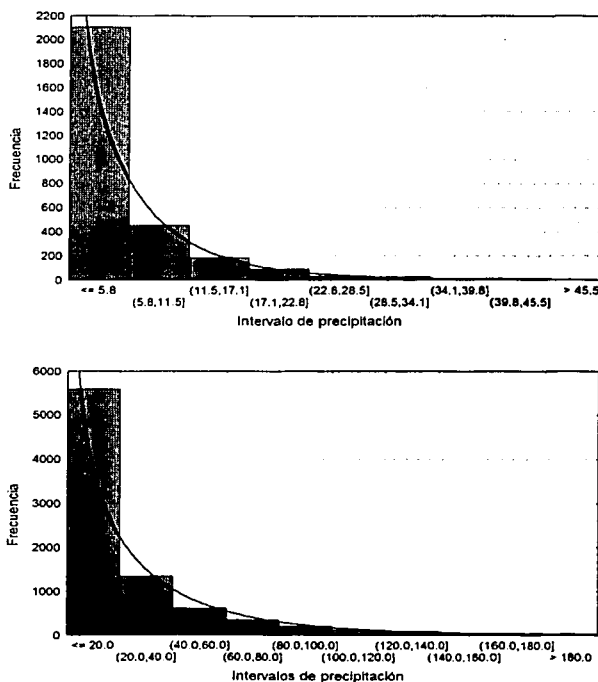 2200
2000
1800
1600
1400
1200
1000
800
600
400
200
0
Frecuencia
<= 5.8 (11.5,17.1] (22.8,28.5] (34.1,39.8] > 45.5
(5.8,11.5] (17.1,22.8] (28.5,34.1] (39.8,45.5]
Intervalo de precipitación
6000
5000
4000
3000
2000
1000
0
Frecuencia
<= 20.0 (40.0,60.0] (80.0,100.0] (120.0,140.0] (160.0,180.0]
(20.0,40.0] (60.0,80.0] (100.0,120.0] (140.0,160.0] > 180.0
Intervalos de precipitación